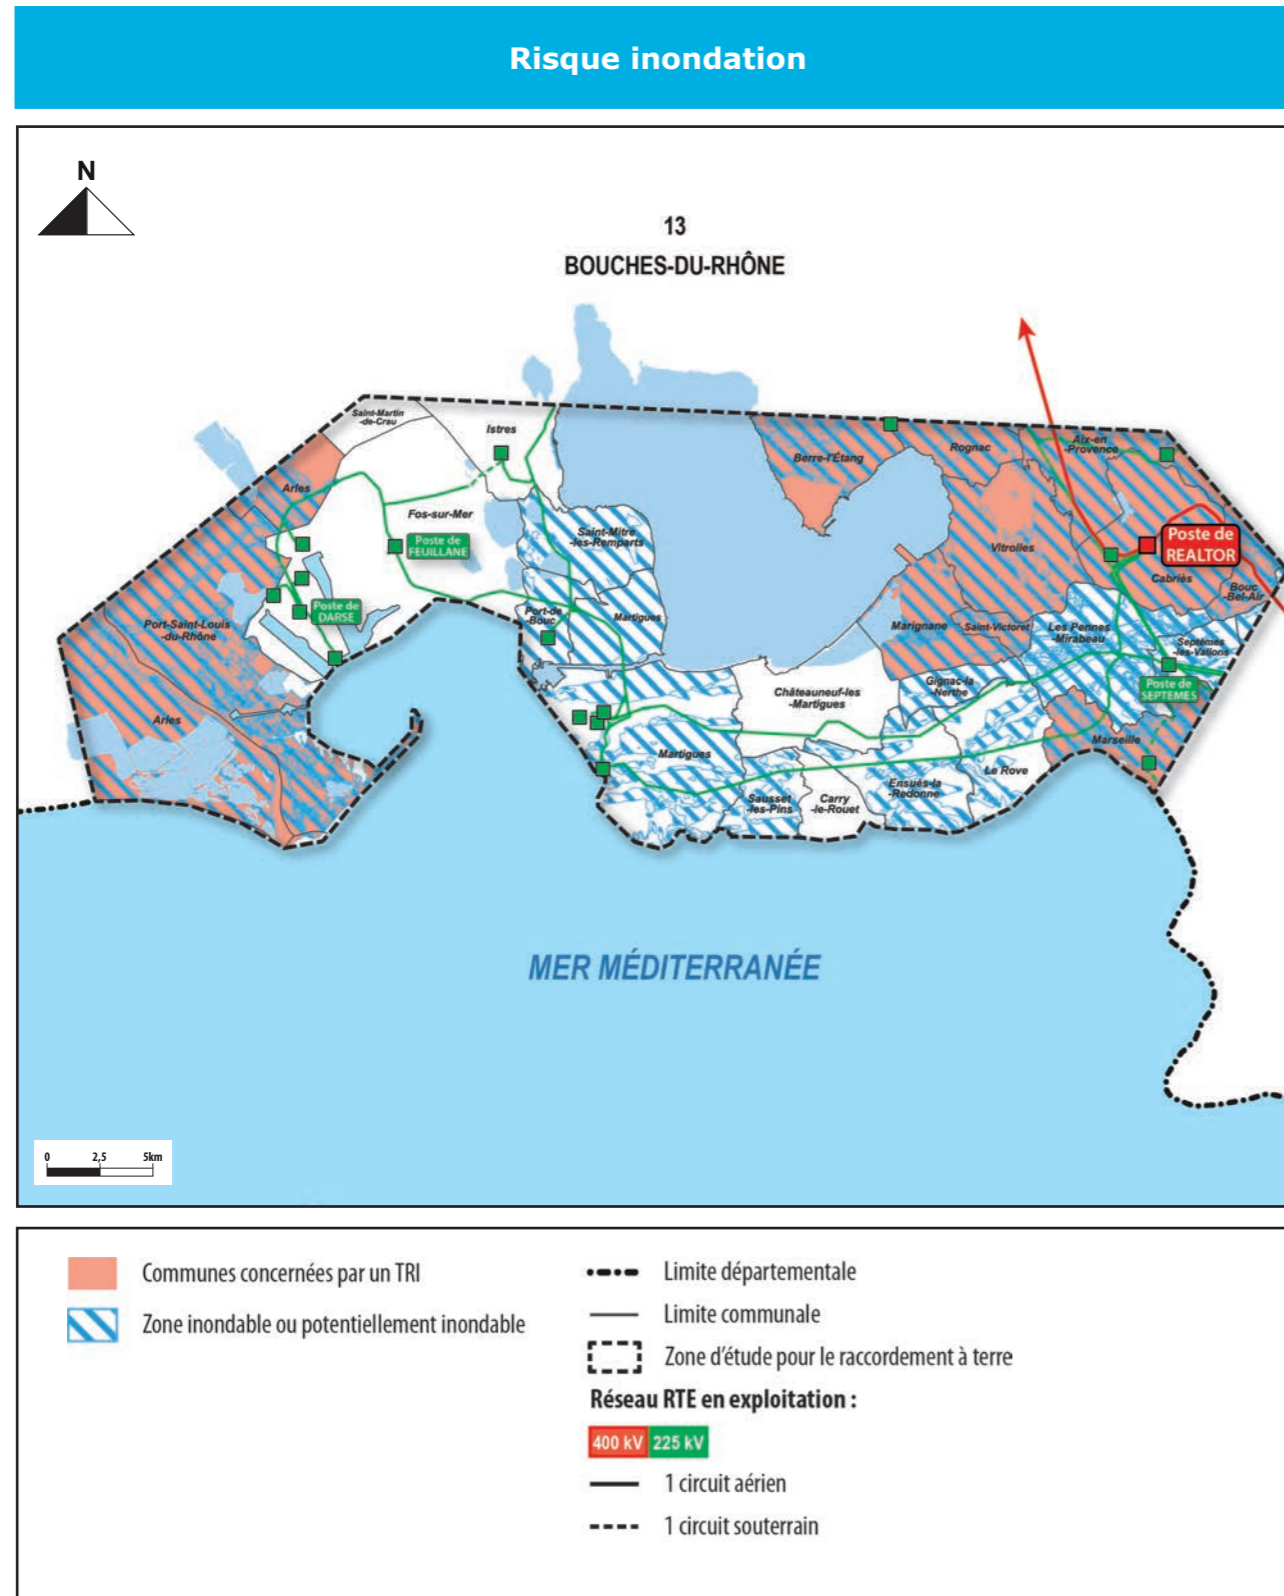 Risque inondation
N
13
BOUCHES-DU-RHÔNE
Saint-Martin
-de-Crau
Istres
Berre-l'Étang
Rognac
Aix-en
-Provence
Arles
Fos-sur-Mer
Poste de
FEUILLANE
Saint-Mitre
-les-Remparts
Vitrolles
Poste de
REALTOR
Cabriès
Bouc
-Bel-Air
Poste de
DARSE
Port-de
-Bouc
Martigues
Port-Saint-Louis
-du-Rhône
Marignane
Saint-Victoret
Les Pennes
-Mirabeau
Septèmes
-les-Vallons
Gignac-la
-Nerthe
Poste de
SEPTEMES
Châteauneuf-les
-Martigues
Arles
Martigues
Marseille
Le Rove
Ensuès-la
-Redonne
Sausset
-les-Pins
Carry
-le-Rouet
MER MÉDITERRANÉE
0 2,5 5km
Communes concernées par un TRI
Zone inondable ou potentiellement inondable
Limite départementale
Limite communale
Zone d'étude pour le raccordement à terre
Réseau RTE en exploitation :
400 kV 225 kV
1 circuit aérien
1 circuit souterrain